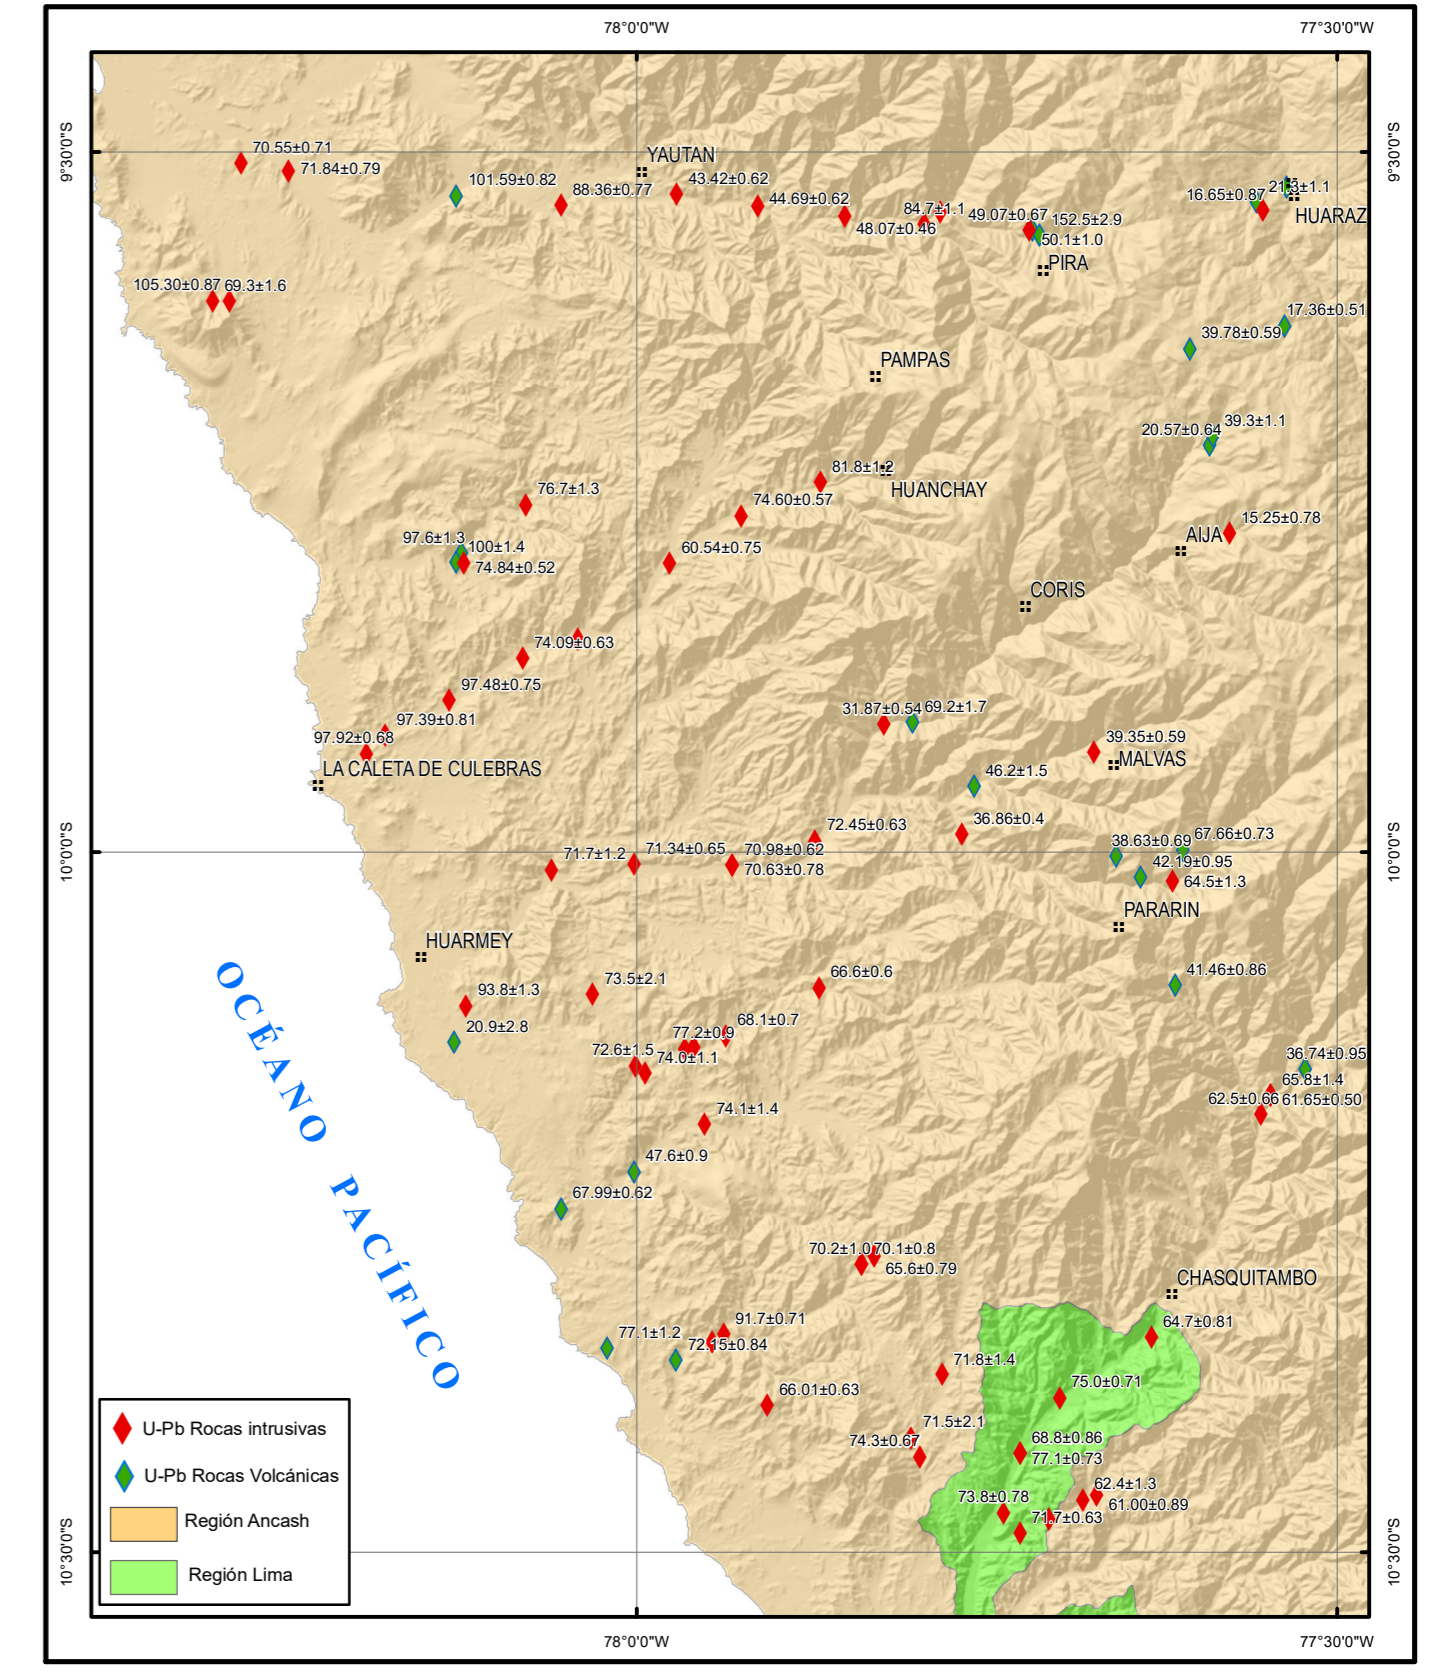 78°0'0"W
77°30'0"W
9°30'0"S
9°30'0"S
70.55±0.71
71.84±0.79
YAUTAN
101.59±0.82
88.36±0.77
43.42±0.62
44.69±0.62
48.07±0.46
84.7±1.1
49.07±0.67
152.5±2.9
50.1±1.0
PIRA
16.65±0.87
21.3±1.1
HUARAZ
105.30±0.87
69.3±1.6
17.36±0.51
39.78±0.59
PAMPAS
39.3±1.1
20.57±0.64
81.8±1.2
HUANCHAY
76.7±1.3
74.60±0.57
15.25±0.78
AIJA
97.6±1.3
100±1.4
74.84±0.52
60.54±0.75
CORIS
74.09±0.63
97.48±0.75
97.39±0.81
97.92±0.68
LA CALETA DE CULEBRAS
31.87±0.54
69.2±1.7
39.35±0.59
MALVAS
46.2±1.5
36.86±0.4
72.45±0.63
10°0'0"S
10°0'0"S
71.7±1.2
71.34±0.65
70.98±0.62
70.63±0.78
38.63±0.69
67.66±0.73
42.19±0.95
64.5±1.3
PARARIN
HUARMEY
41.46±0.86
93.8±1.3
73.5±2.1
66.6±0.6
20.9±2.8
68.1±0.7
77.2±0.9
72.6±1.5
74.0±1.1
36.74±0.95
65.8±1.4
62.5±0.66
61.65±0.50
74.1±1.4
47.6±0.9
67.99±0.62
OCÉANO PACÍFICO
70.2±1.0
70.1±0.8
65.6±0.79
CHASQUITAMBO
91.7±0.71
77.1±1.2
72.15±0.84
64.7±0.81
71.8±1.4
75.0±0.71
66.01±0.63
71.5±2.1
74.3±0.67
68.8±0.86
77.1±0.73
62.4±1.3
61.00±0.89
73.8±0.78
71.7±0.63
U-Pb Rocas intrusivas
U-Pb Rocas Volcánicas
Región Ancash
Región Lima
10°30'0"S
10°30'0"S
78°0'0"W
77°30'0"W